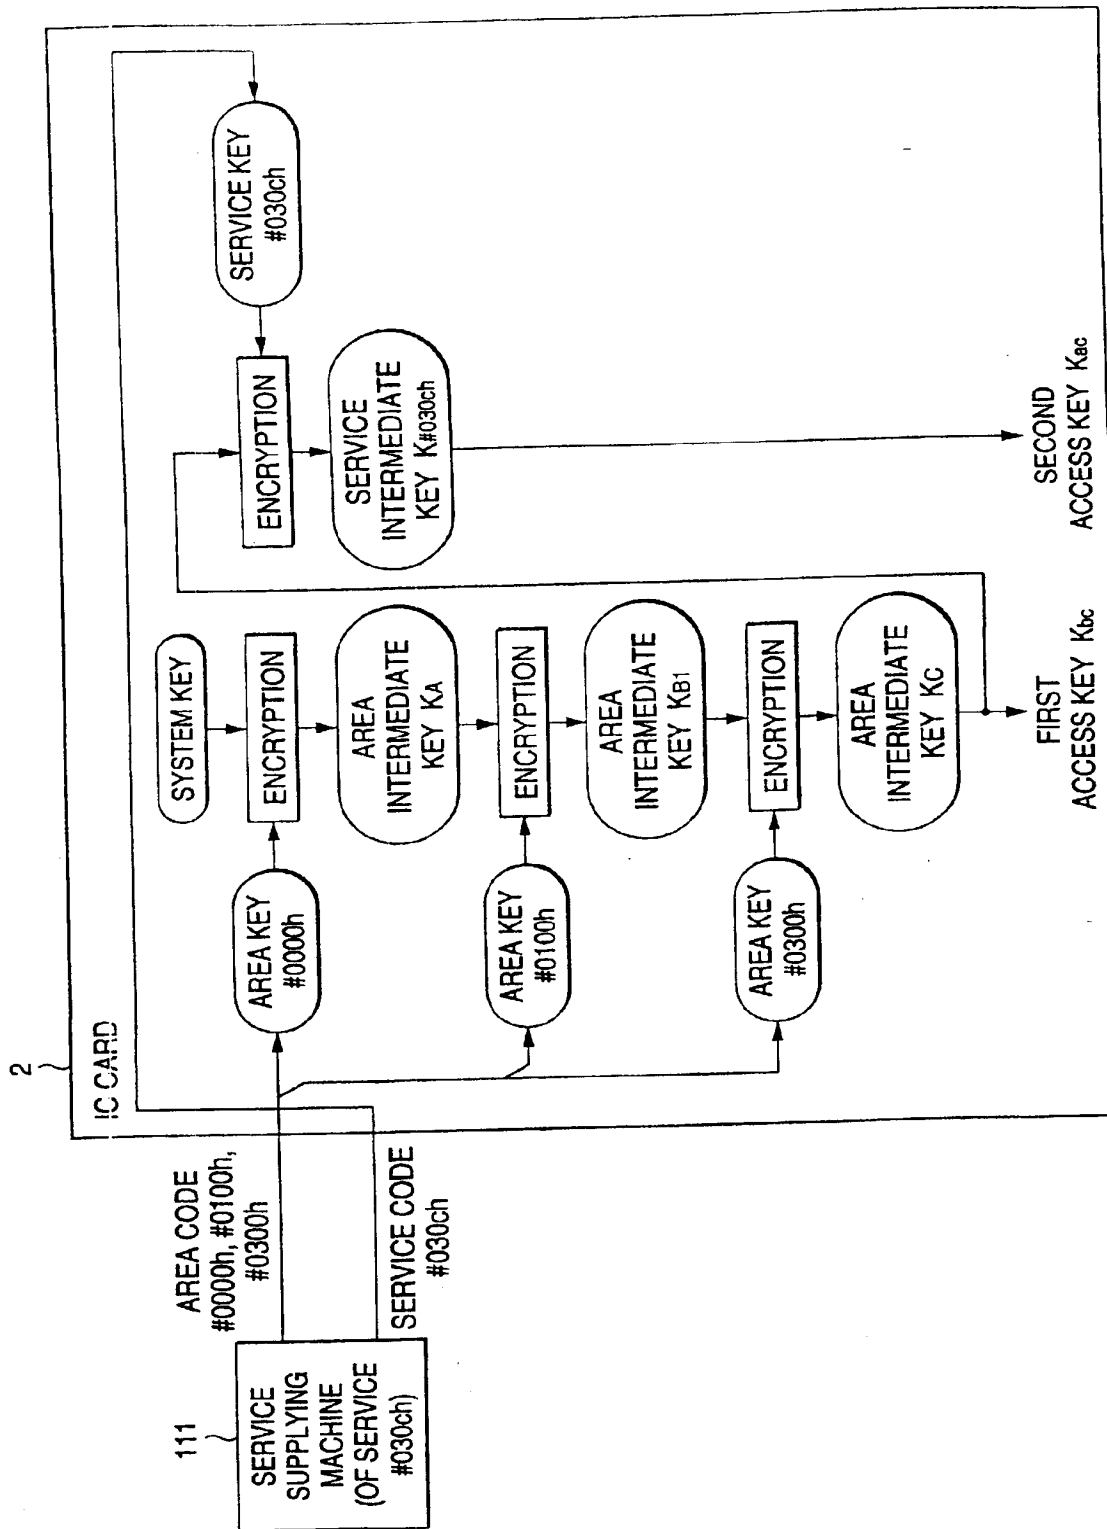 2
IC CARD
111
SERVICE
SUPPLYING
MACHINE
(OF SERVICE
#030ch)
AREA CODE
#0000h, #0100h,
#0300h
SERVICE CODE
#030ch
AREA KEY
#0000h
AREA KEY
#0100h
AREA KEY
#0300h
SYSTEM KEY
ENCRYPTION
AREA
INTERMEDIATE
KEY KA
ENCRYPTION
AREA
INTERMEDIATE
KEY KB1
ENCRYPTION
AREA
INTERMEDIATE
KEY KC
FIRST
ACCESS KEY Kbc
SERVICE KEY
#030ch
ENCRYPTION
SERVICE
INTERMEDIATE
KEY K#030ch
SECOND
ACCESS KEY Kac